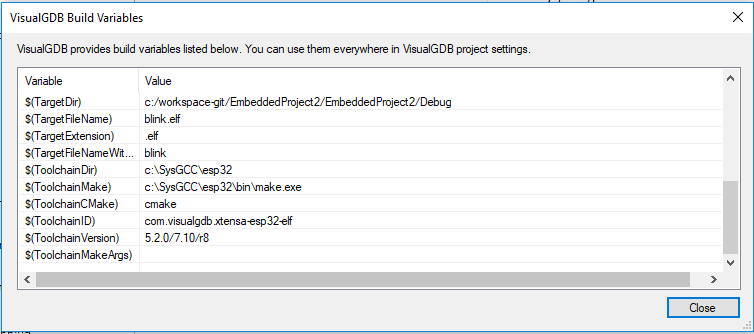 VisualGDB Build Variables
VisualGDB provides build variables listed below. You can use them everywhere in VisualGDB project settings.
Variable Value
$(TargetDir) c:/workspace-git/EmbeddedProject2/EmbeddedProject2/Debug
$(TargetFileName) blink.elf
$(TargetExtension) .elf
$(TargetFileNameWit... blink
$(ToolchainDir) c:\SysGCC\esp32
$(ToolchainMake) c:\SysGCC\esp32\bin\make.exe
$(ToolchainCMake) cmake
$(ToolchainID) com.visualgdb.xtensa-esp32-elf
$(ToolchainVersion) 5.2.0/7.10/r8
$(ToolchainMakeArgs)
Close